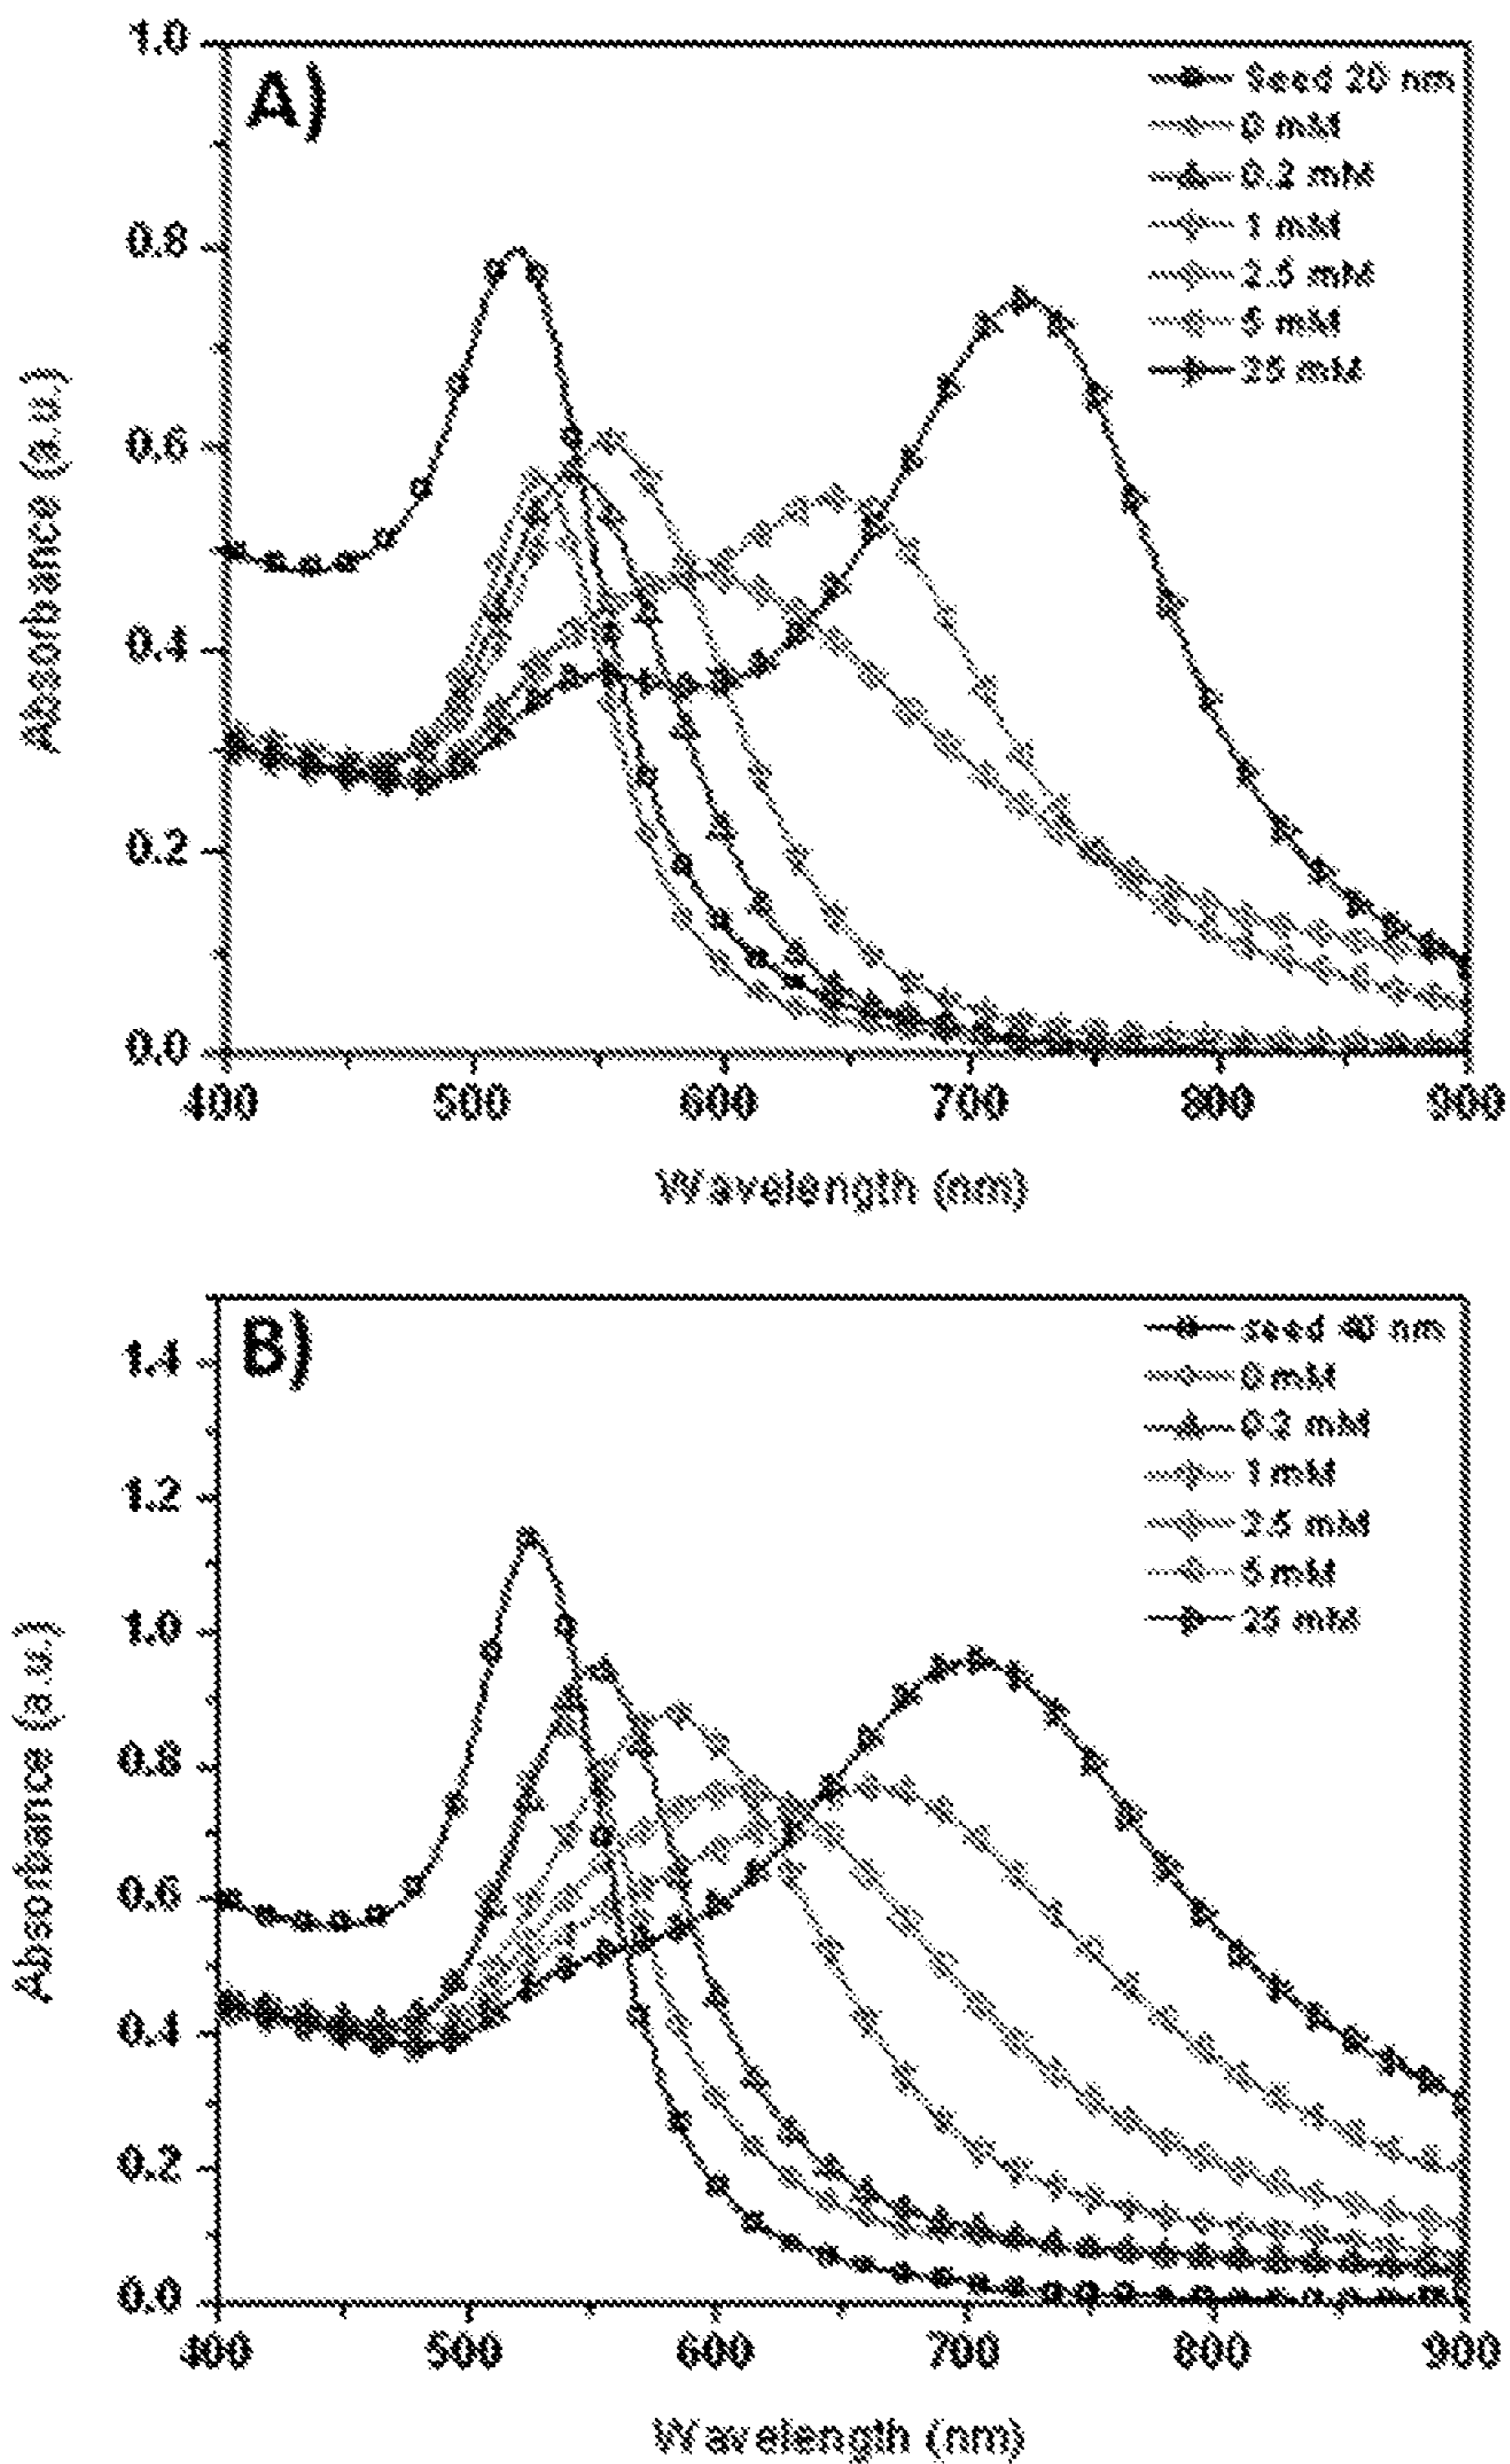 A)
1.0
0.8
0.6
0.4
0.2
0.0
Absorbance (a.u.)
Seed 20 nm
0 mM
0.2 mM
1 mM
2.5 mM
5 mM
25 mM
400 500 600 700 800 900
Wavelength (nm)
B)
1.4
1.2
1.0
0.8
0.6
0.4
0.2
0.0
Absorbance (a.u.)
seed 40 nm
0 mM
0.2 mM
1 mM
2.5 mM
5 mM
25 mM
400 500 600 700 800 900
Wavelength (nm)